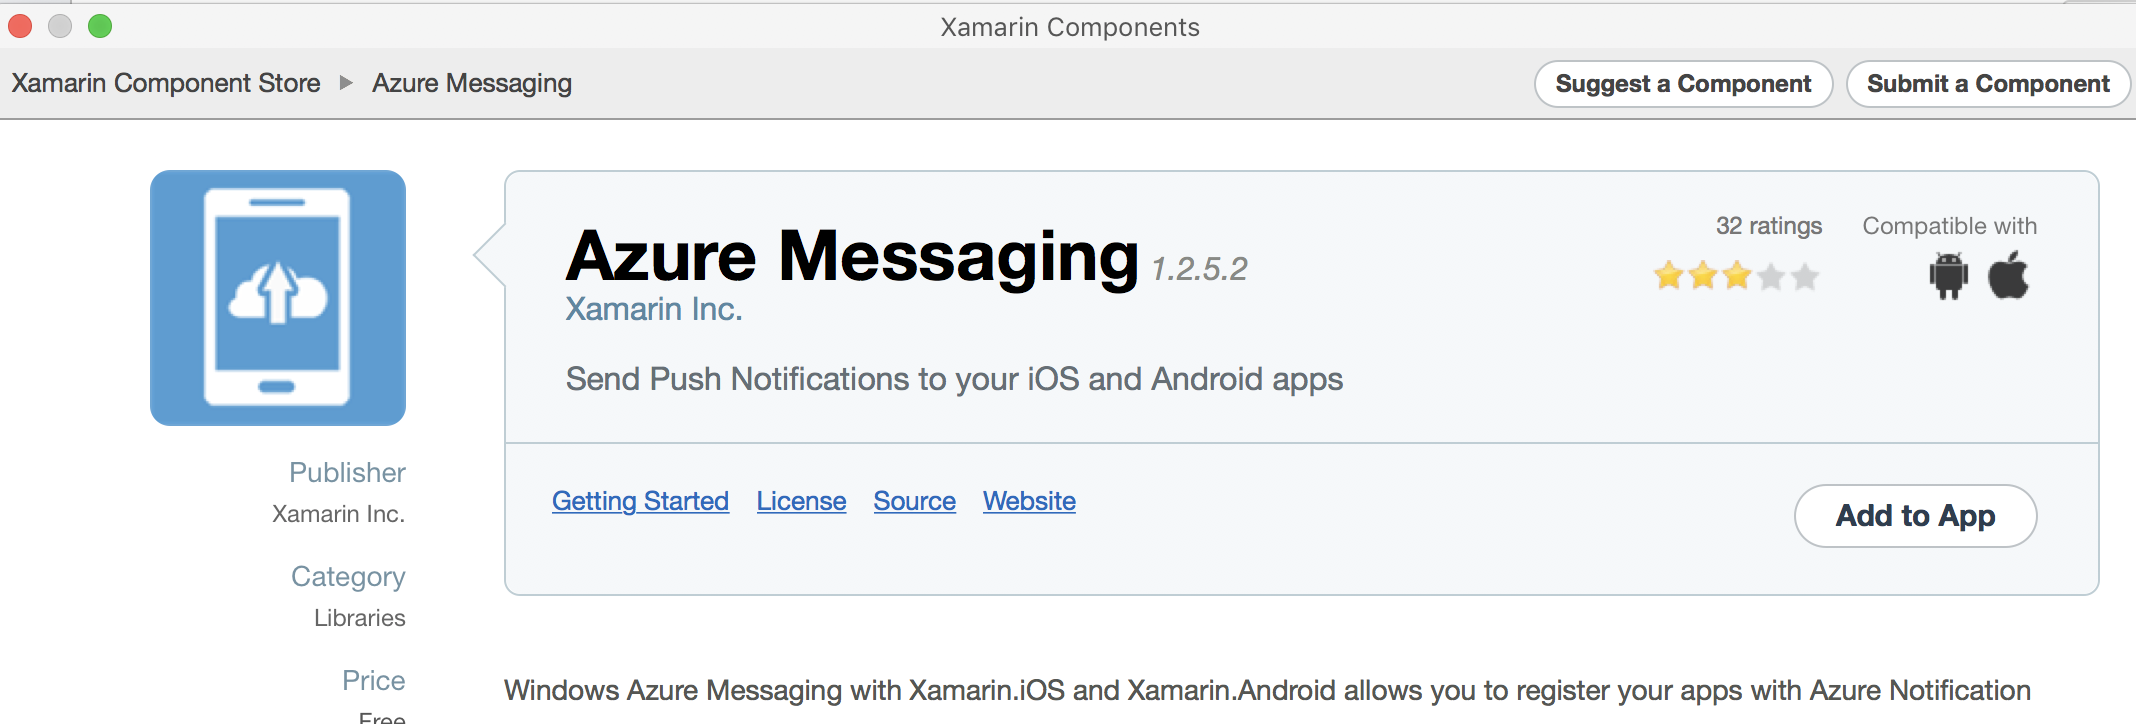 Xamarin Components
Xamarin Component Store Azure Messaging
Suggest a Component Submit a Component
Azure Messaging 1.2.5.2
Xamarin Inc.
32 ratings
Compatible with
Send Push Notifications to your iOS and Android apps
Getting Started License Source Website
Add to App
Publisher
Xamarin Inc.
Category
Libraries
Price
Free
Windows Azure Messaging with Xamarin.iOS and Xamarin.Android allows you to register your apps with Azure Notification